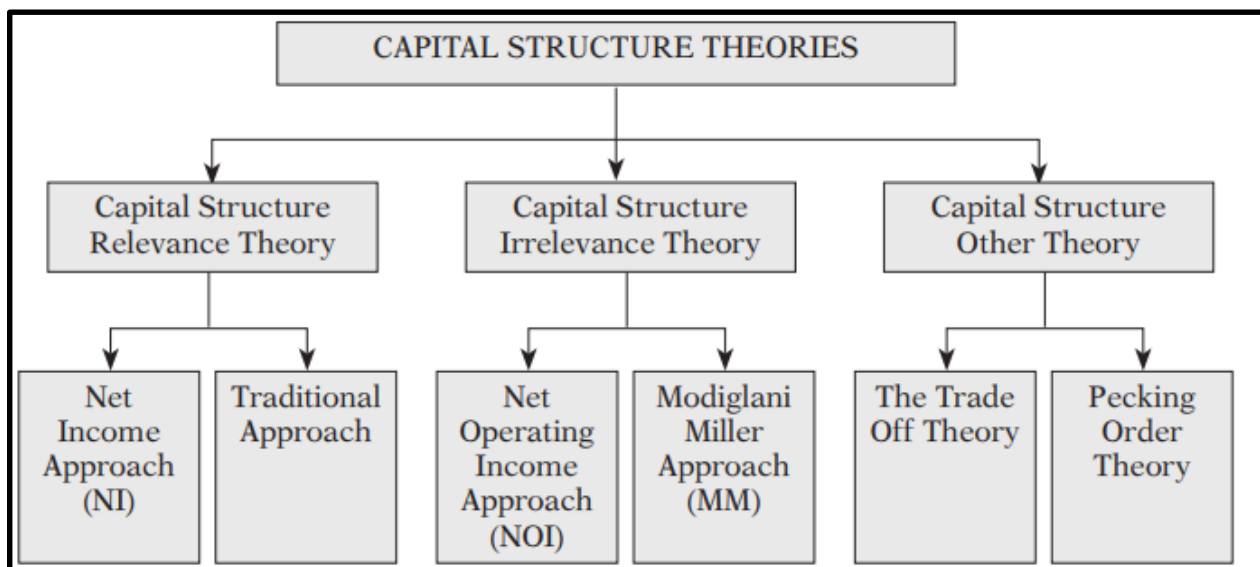 CAPITAL STRUCTURE THEORIES
Capital Structure
Relevance Theory
Capital Structure
Irrelevance Theory
Capital Structure
Other Theory
Net
Income
Approach
(NI)
Traditional
Approach
Net
Operating
Income
Approach
(NOI)
Modiglani
Miller
Approach
(MM)
The Trade
Off Theory
Pecking
Order
Theory